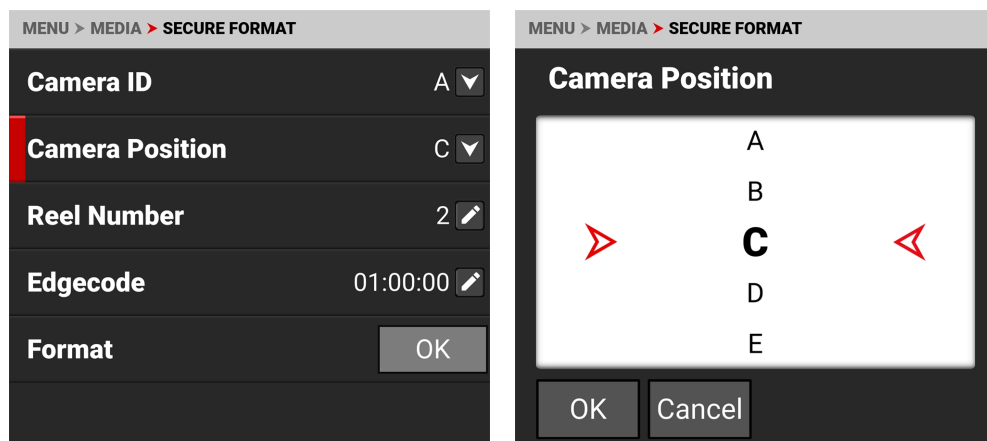 MENU > MEDIA > SECURE FORMAT
Camera ID A
Camera Position C
Reel Number 2
Edgecode 01:00:00
Format OK
MENU > MEDIA > SECURE FORMAT
Camera Position
A
B
C
D
E
OK Cancel